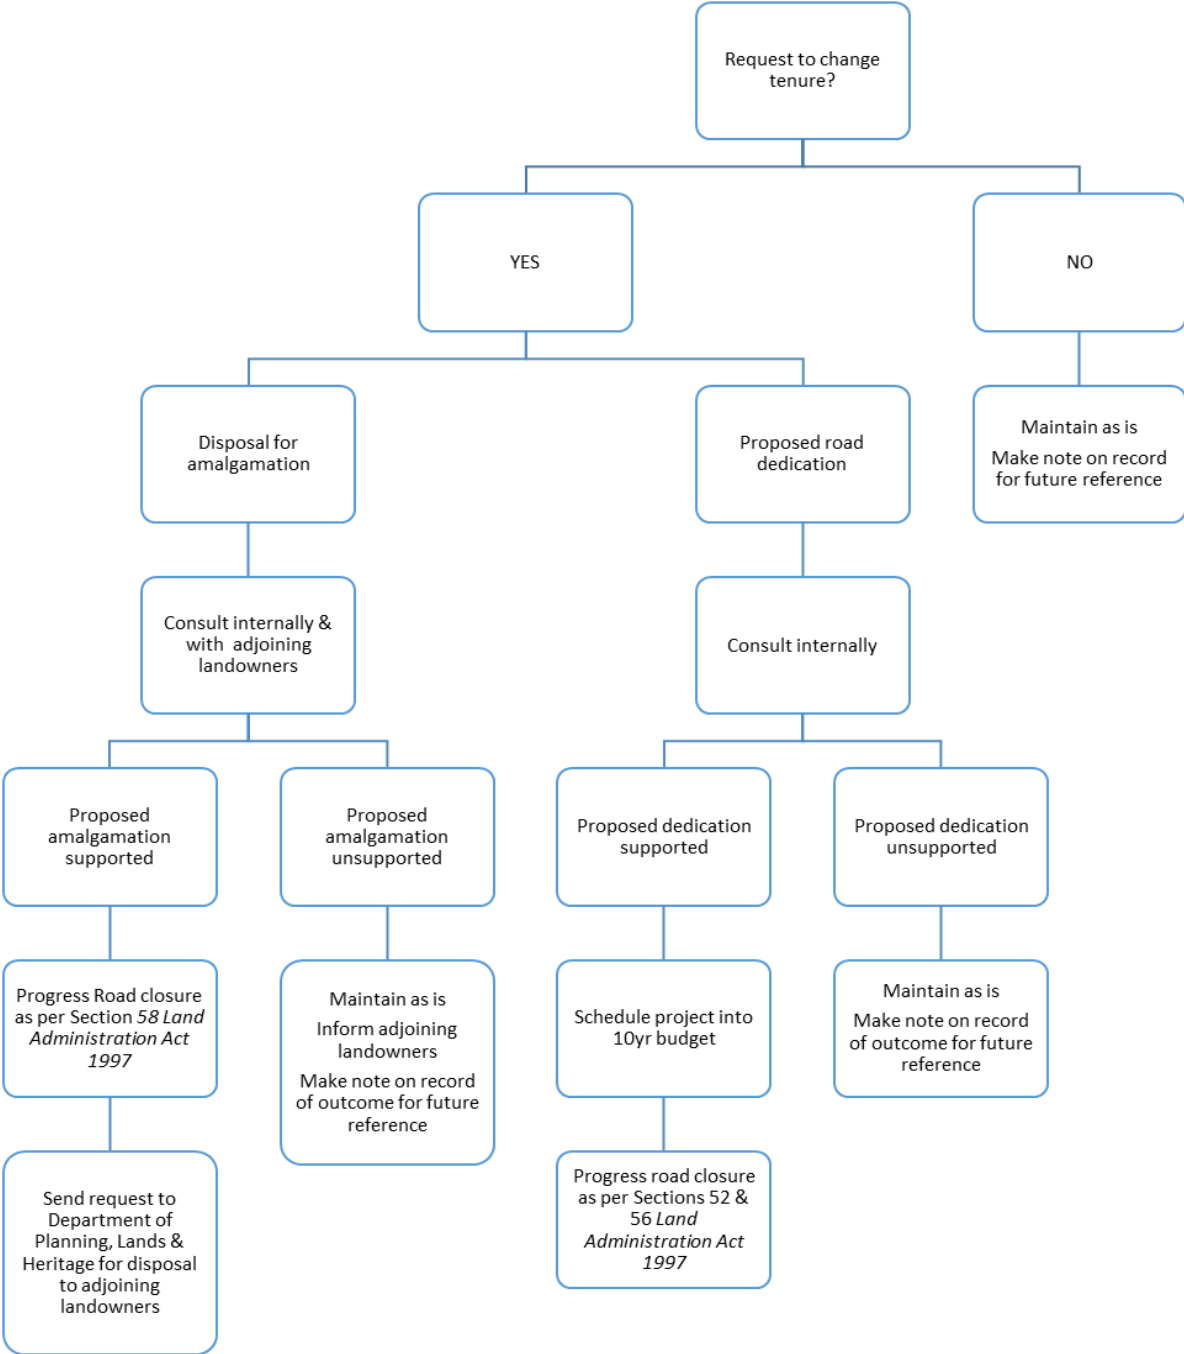 Request to change
tenure?
YES
NO
Disposal for
amalgamation
Proposed road
dedication
Maintain as is
Make note on record
for future reference
Consult internally &
with adjoining
landowners
Consult internally
Proposed
amalgamation
supported
Proposed
amalgamation
unsupported
Proposed dedication
supported
Proposed dedication
unsupported
Progress Road closure
as per Section 58 Land
Administration Act
1997
Maintain as is
Inform adjoining
landowners
Make note on record
of outcome for future
reference
Schedule project into
10yr budget
Maintain as is
Make note on record
of outcome for future
reference
Send request to
Department of
Planning, Lands &
Heritage for disposal
to adjoining
landowners
Progress road closure
as per Sections 52 &
56 Land
Administration Act
1997